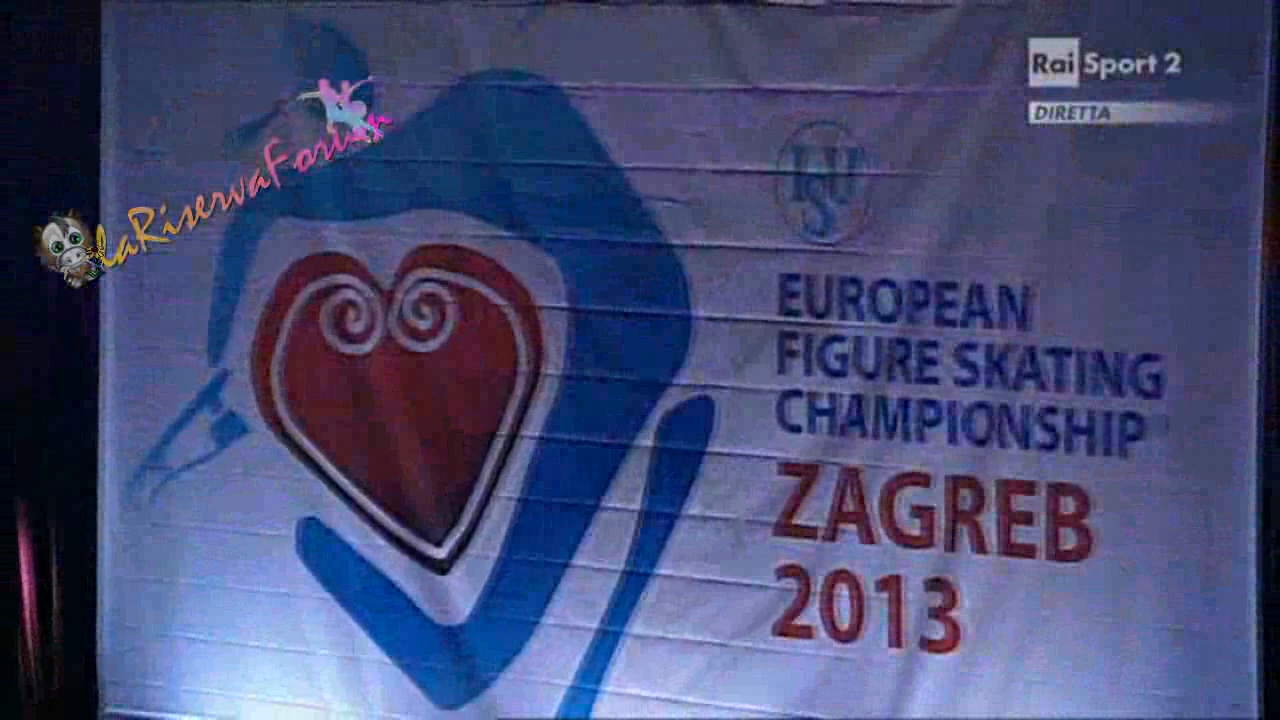 Rai Sport 2
DIRETTA
laRiservaForum
ISU
EUROPEAN
FIGURE SKATING
CHAMPIONSHIP
ZAGREB
2013